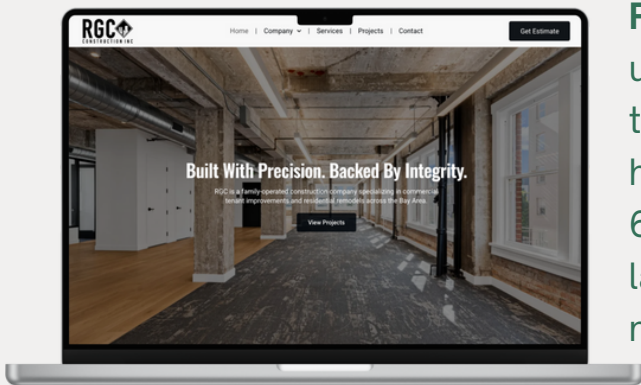 RGC
CONSTRUCTION INC
Home | Company | Services | Projects | Contact
Get Estimate
Built With Precision. Backed By Integrity.
RGC is a family-operated construction company specializing in commercial
tenant improvements and residential remodels across the Bay Area.
View Projects